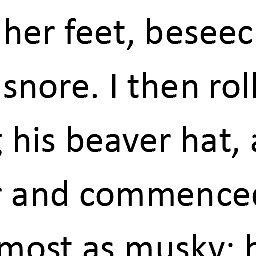 her feet, beseec
snore. I then roll
his beaver hat, a
and commenced
most as musky; h